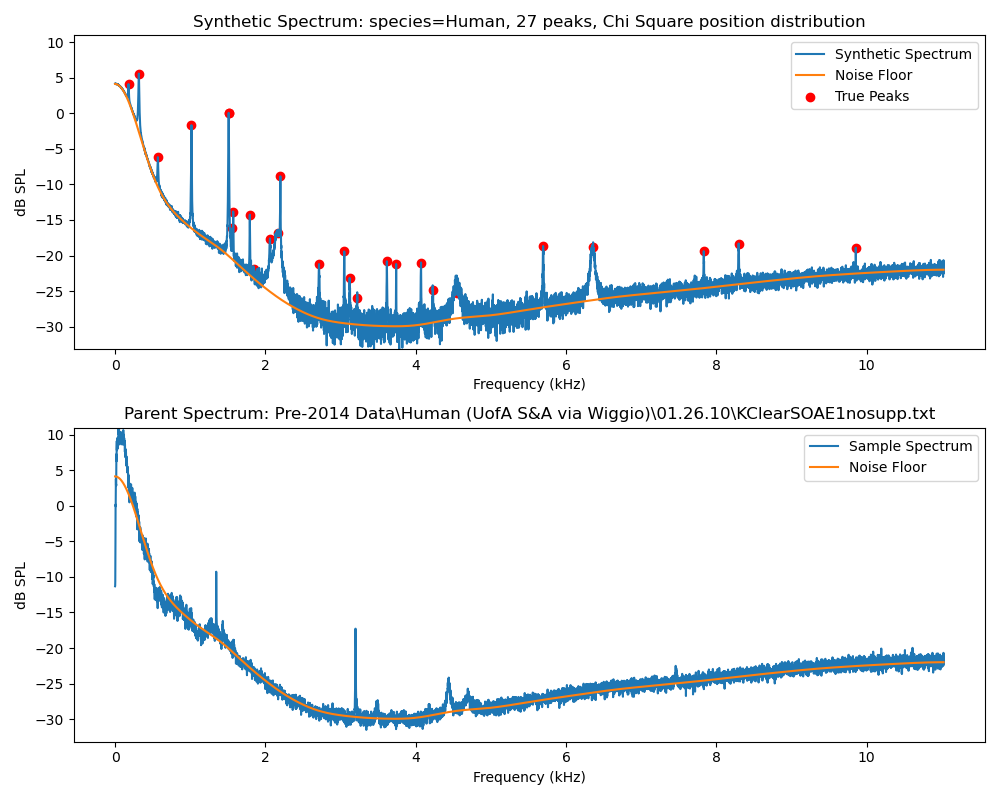 Synthetic Spectrum: species=Human, 27 peaks, Chi Square position distribution
10
5
0
−5
−10
−15
−20
−25
−30
dB SPL
Synthetic Spectrum
Noise Floor
True Peaks
0 2 4 6 8 10
Frequency (kHz)
Parent Spectrum: Pre-2014 Data\Human (UofA S&A via Wiggio)\01.26.10\KClearSOAE1nosupp.txt
10
5
0
−5
−10
−15
−20
−25
−30
dB SPL
Sample Spectrum
Noise Floor
0 2 4 6 8 10
Frequency (kHz)